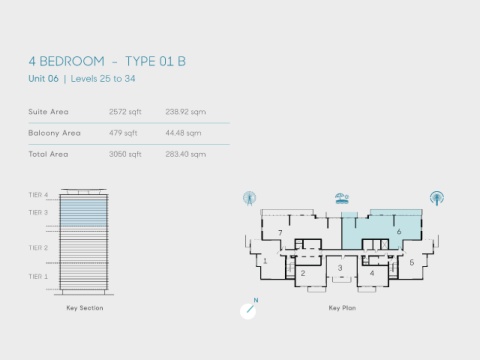 4 BEDROOM - TYPE 01 B
Unit 06 | Levels 25 to 34
Suite Area 2572 sqft 238.92 sqm
Balcony Area 479 sqft 44.48 sqm
Total Area 3050 sqft 283.40 sqm
TIER 4
TIER 3
TIER 2
TIER 1
Key Section
7 6
1 2 3 4 5
N
Key Plan